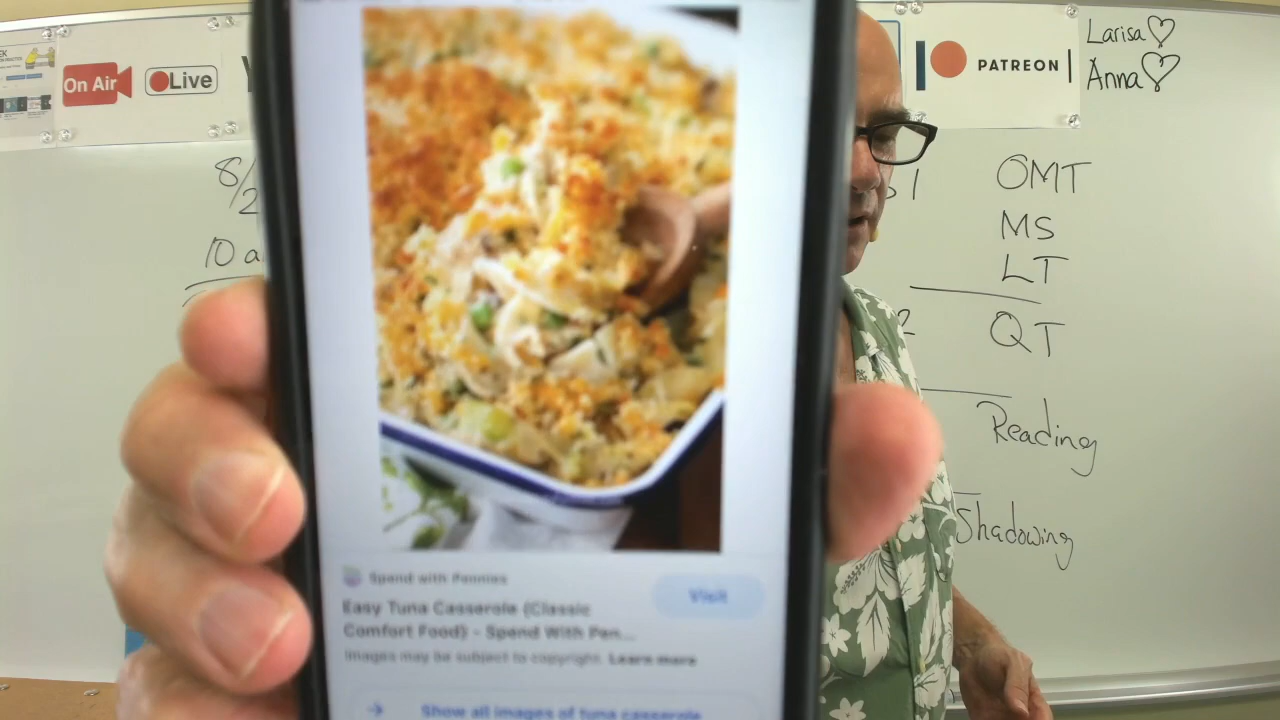 On Air
Live
PATREON
Larisa♡
Anna♡
8/2
10 a
OMT
MS
LT
QT
Reading
Shadowing
Spend with Pennies
Visit
Easy Tuna Casserole (Classic
Comfort Food) - Spend With Pen...
Images may be subject to copyright. Learn more
Show all images of tuna casserole